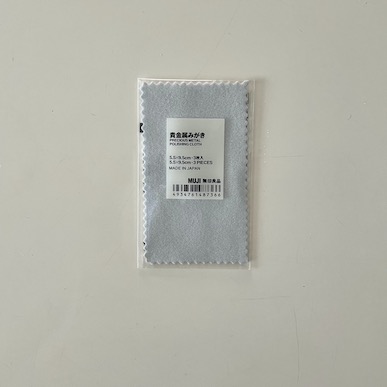 貴金属みがき
PRECIOUS METAL
POLISHING CLOTH
5.5×9.5cm・3枚入
5.5×9.5cm・3 PIECES
MADE IN JAPAN
MUJI 無印良品